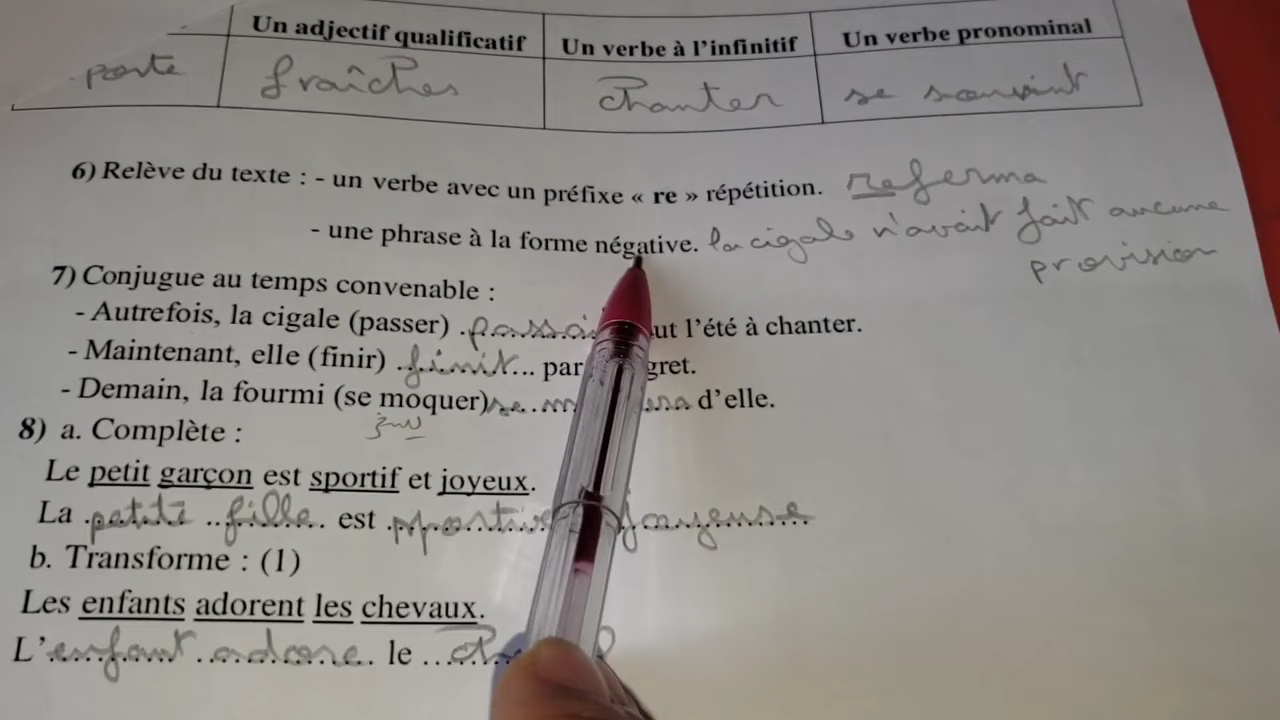 Un adjectif qualificatif Un verbe à l'infinitif Un verbe pronominal
porte fraîches chanter se souvint
6) Relève du texte : - un verbe avec un préfixe « re » répétition. referma
- une phrase à la forme négative. la cigale n'avait fait aucune
provision
7) Conjugue au temps convenable :
- Autrefois, la cigale (passer) l'été à chanter.
- Maintenant, elle (finir) finit par
- Demain, la fourmi (se moquer) se d'elle.
8) a. Complète :
Le petit garçon est sportif et joyeux.
La petite fille est joyeuse
b. Transforme : (1)
Les enfants adorent les chevaux.
L'enfant adore le